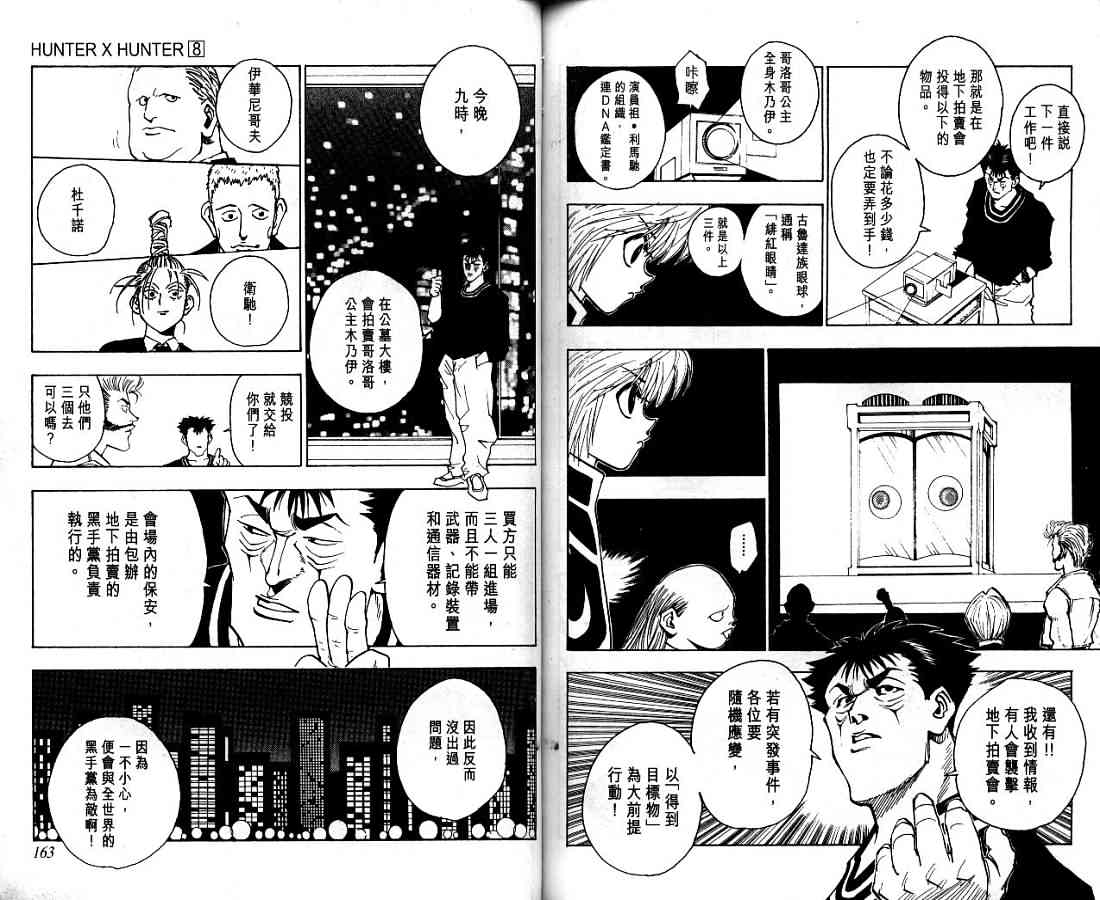 直接說
下一件
工作吧！
那就是在
地下拍賣會
投得以下的
物品。
不論花多少錢，
也定要弄到手！
哥洛哥公主
全身木乃伊。
咔嚓
演員祖・利馬馳
的組織，
連DNA鑑定書。
古魯達族眼球，
通稱
「緋紅眼睛」。
就是以上
三件。
……
還有!!
我收到情報，
有人會襲擊
地下拍賣會。
若有突發事件，
各位要
隨機應變，
以「得到
目標物」
為大前提
行動！
HUNTER X HUNTER 8
今晚
九時，
在公墓大樓，
會拍賣哥洛哥
公主木乃伊。
伊華尼哥夫
杜千諾
衛馳！
競投
就交給
你們了！
只他們
三個去
可以嗎？
買方只能
三人一組進場，
而且不能帶
武器、記錄裝置
和通信器材。
會場內的保安，
是由包辦
地下拍賣的
黑手黨負責
執行的。
因此反而
沒出過
問題，
因為
一不小心，
便會與全世界的
黑手黨為敵啊！
163